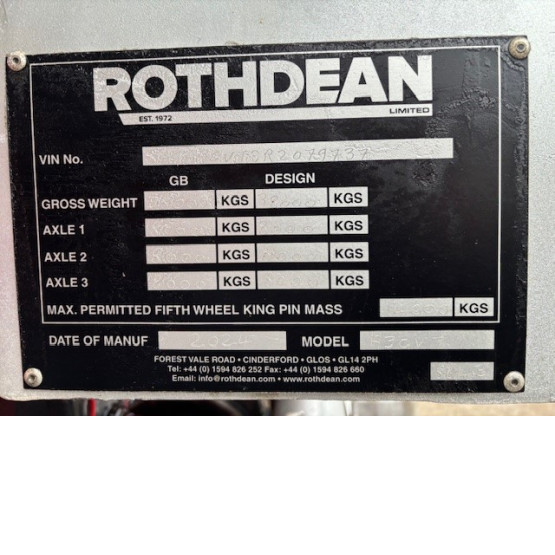 ROTHDEAN
EST. 1972 LIMITED
VIN No.
GB DESIGN
GROSS WEIGHT KGS KGS
AXLE 1 KGS KGS
AXLE 2 KGS KGS
AXLE 3 KGS KGS
MAX. PERMITTED FIFTH WHEEL KING PIN MASS KGS
DATE OF MANUF MODEL
FOREST VALE ROAD • CINDERFORD • GLOS • GL14 2PH
Tel: +44 (0) 1594 826 252 Fax: +44 (0) 1594 826 660
Email: info@rothdean.com • www.rothdean.com